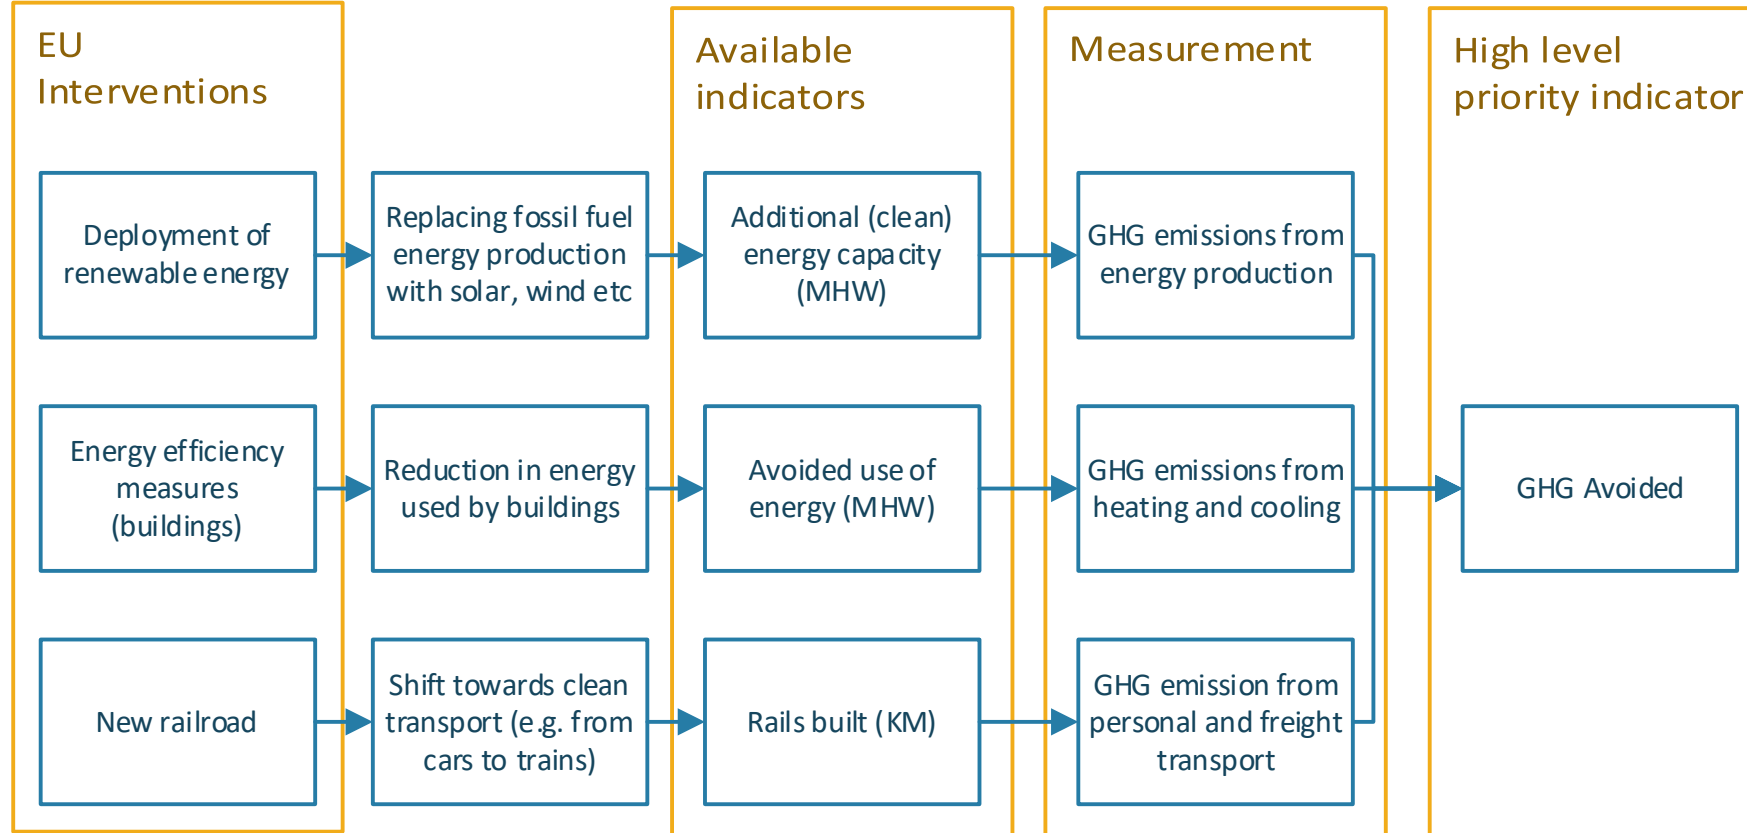 EU
Interventions
Available
indicators
Measurement
High level
priority indicator
Deployment of
renewable energy
Replacing fossil fuel
energy production
with solar, wind etc
Additional (clean)
energy capacity
(MHW)
GHG emissions from
energy production
Energy efficiency
measures
(buildings)
Reduction in energy
used by buildings
Avoided use of
energy (MHW)
GHG emissions from
heating and cooling
GHG Avoided
New railroad
Shift towards clean
transport (e.g. from
cars to trains)
Rails built (KM)
GHG emission from
personal and freight
transport